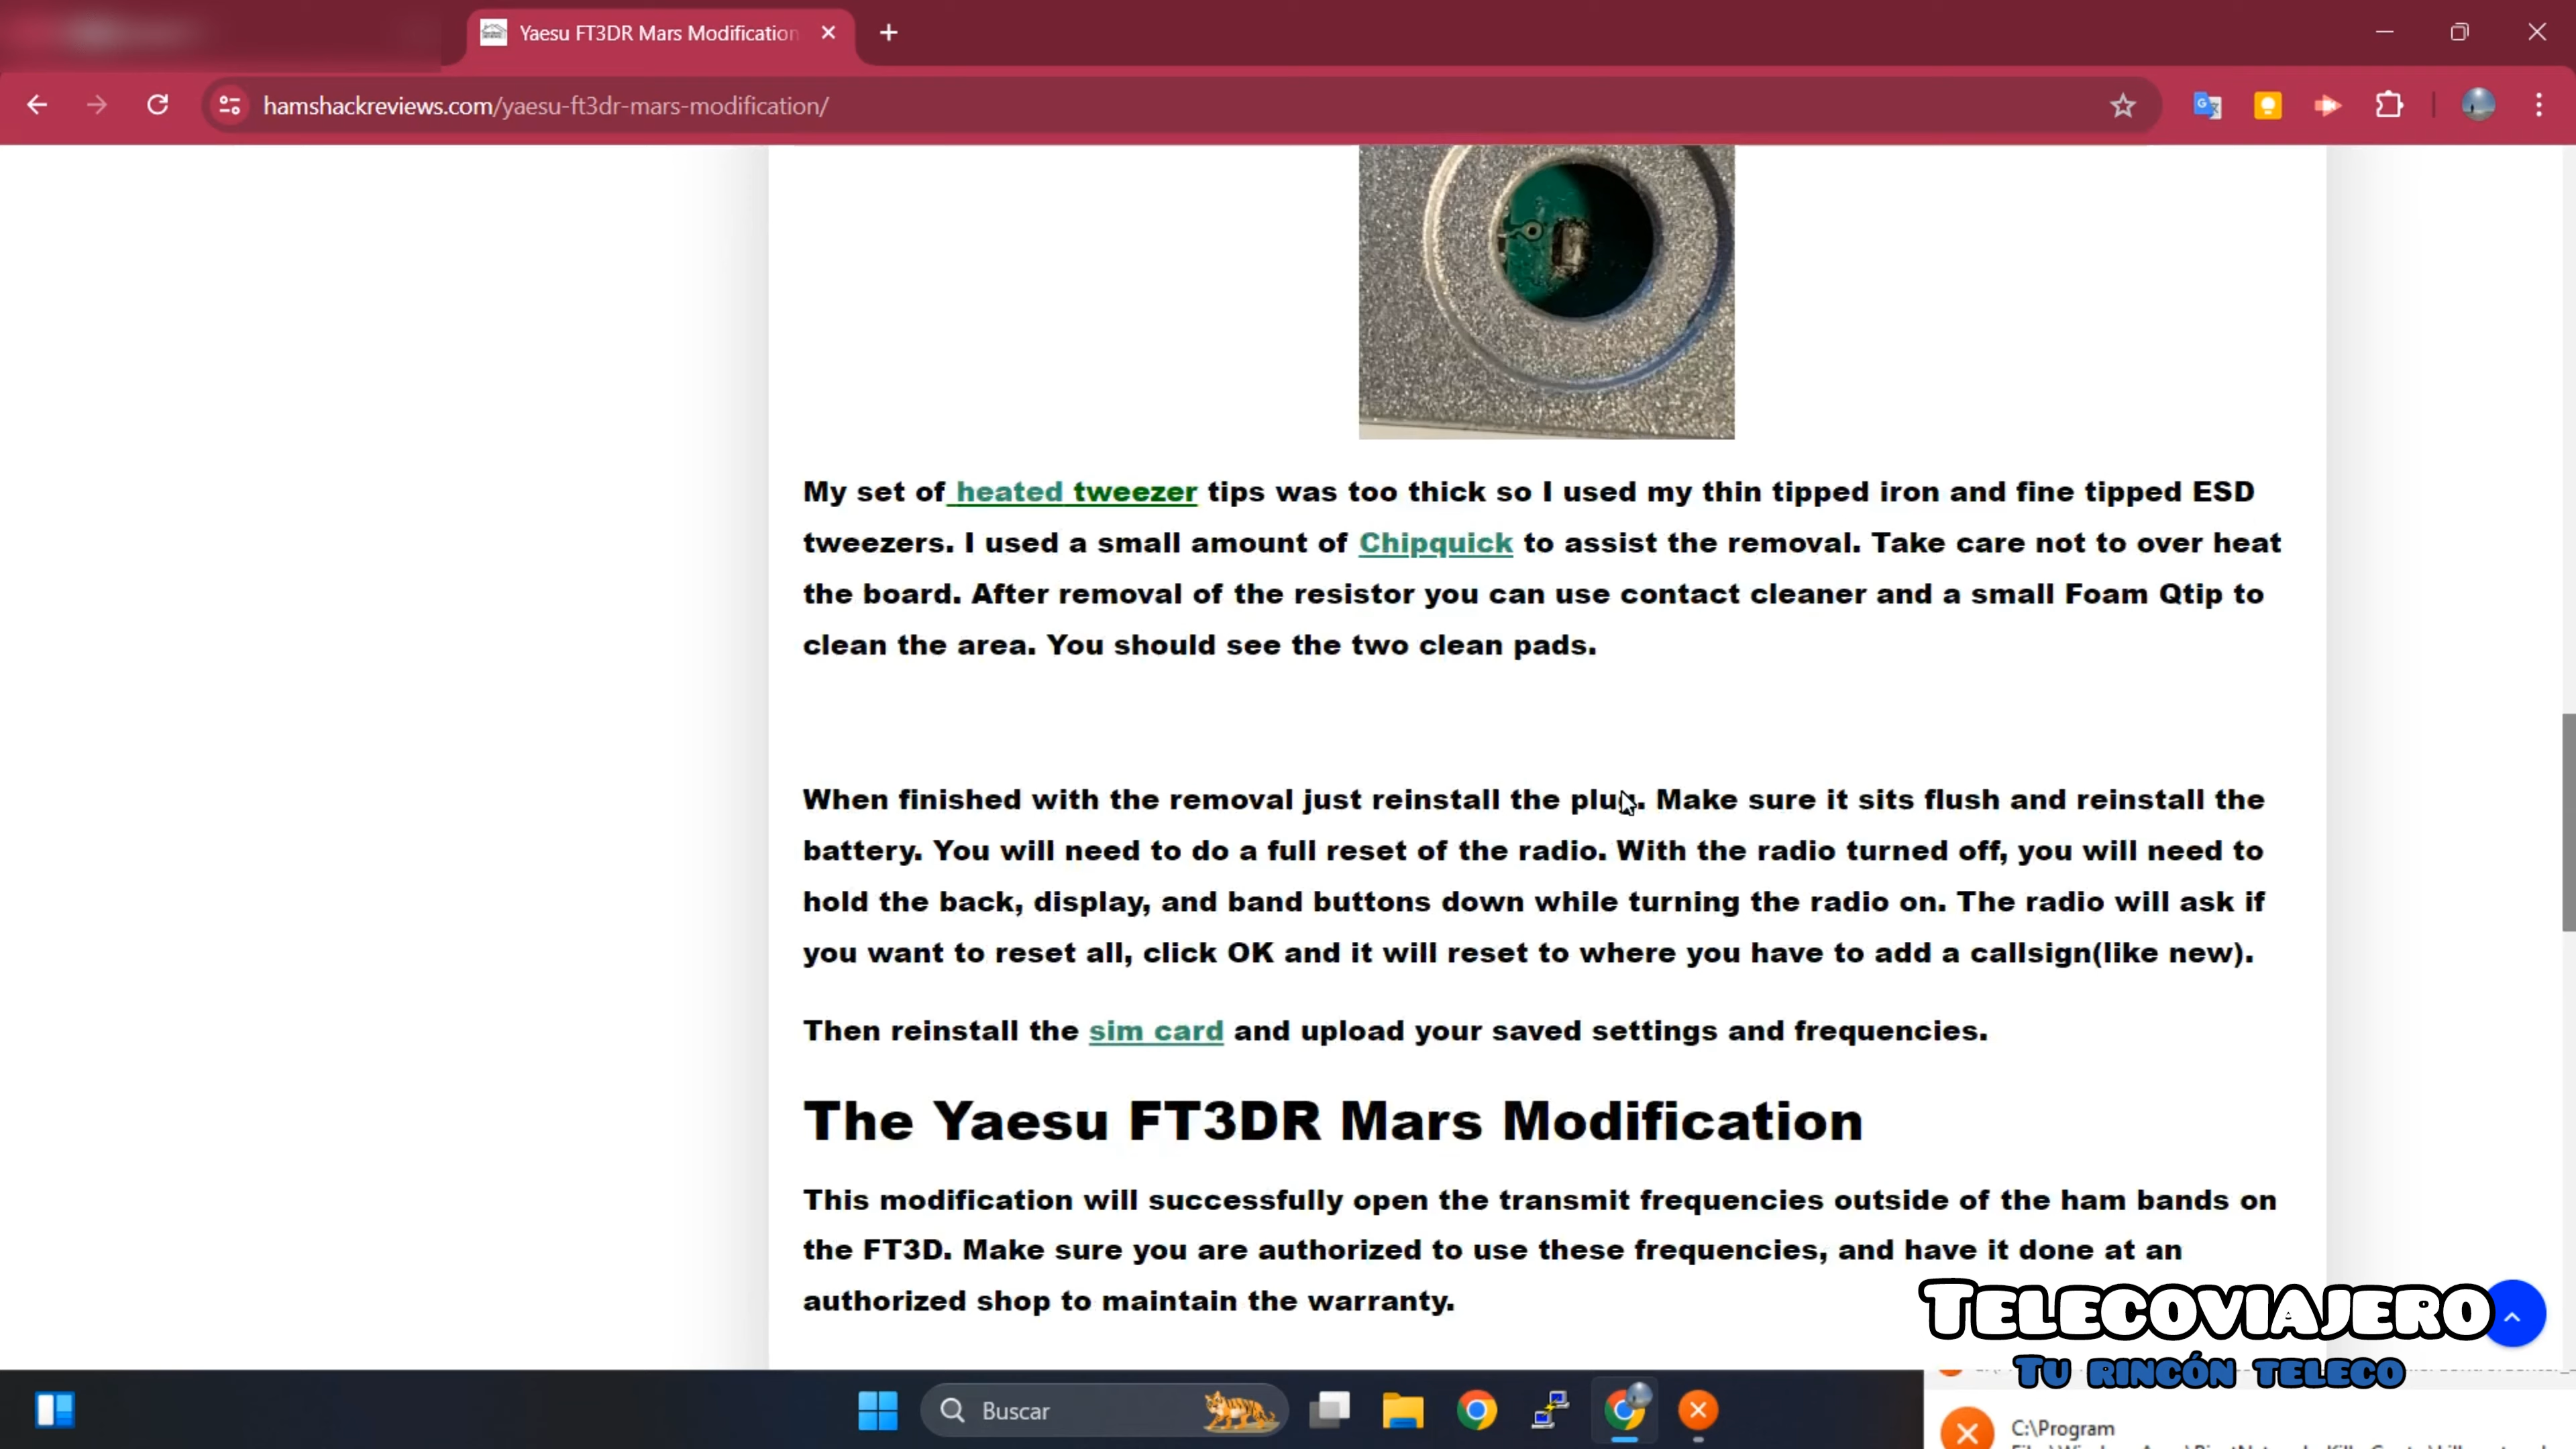 Yaesu FT3DR Mars Modification
hamshackreviews.com/yaesu-ft3dr-mars-modification/
My set of heated tweezer tips was too thick so I used my thin tipped iron and fine tipped ESD
tweezers. I used a small amount of Chipquick to assist the removal. Take care not to over heat
the board. After removal of the resistor you can use contact cleaner and a small Foam Qtip to
clean the area. You should see the two clean pads.
When finished with the removal just reinstall the plug. Make sure it sits flush and reinstall the
battery. You will need to do a full reset of the radio. With the radio turned off, you will need to
hold the back, display, and band buttons down while turning the radio on. The radio will ask if
you want to reset all, click OK and it will reset to where you have to add a callsign(like new).
Then reinstall the sim card and upload your saved settings and frequencies.
The Yaesu FT3DR Mars Modification
This modification will successfully open the transmit frequencies outside of the ham bands on
the FT3D. Make sure you are authorized to use these frequencies, and have it done at an
authorized shop to maintain the warranty.
TELECOVIAJERO
TU RINCÓN TELECO
Buscar
C:\Program